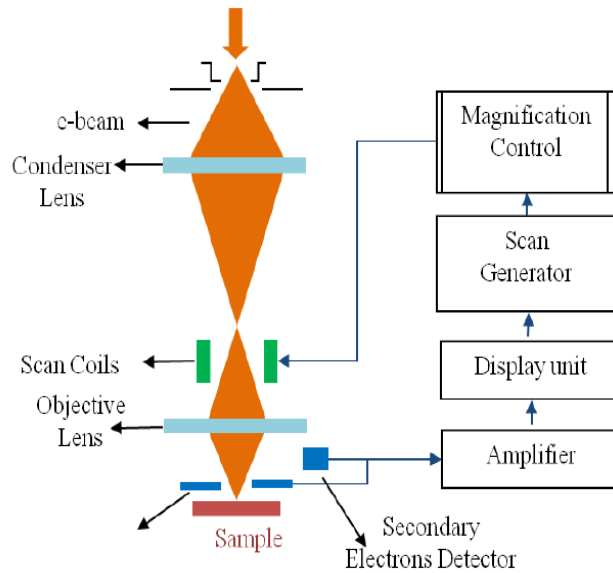 e-beam
Condenser
Lens
Scan Coils
Objective
Lens
Sample
Secondary
Electrons Detector
Magnification
Control
Scan
Generator
Display unit
Amplifier